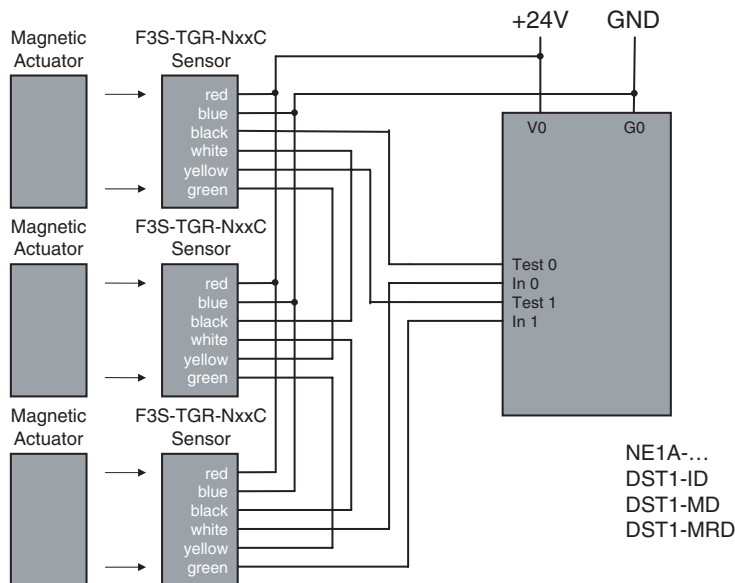 +24V GND
Magnetic
Actuator
F3S-TGR-NxxC
Sensor
red
blue
black
white
yellow
green
V0 G0
Magnetic
Actuator
F3S-TGR-NxxC
Sensor
red
blue
black
white
yellow
green
Test 0
In 0
Test 1
In 1
Magnetic
Actuator
F3S-TGR-NxxC
Sensor
red
blue
black
white
yellow
green
NE1A-...
DST1-ID
DST1-MD
DST1-MRD